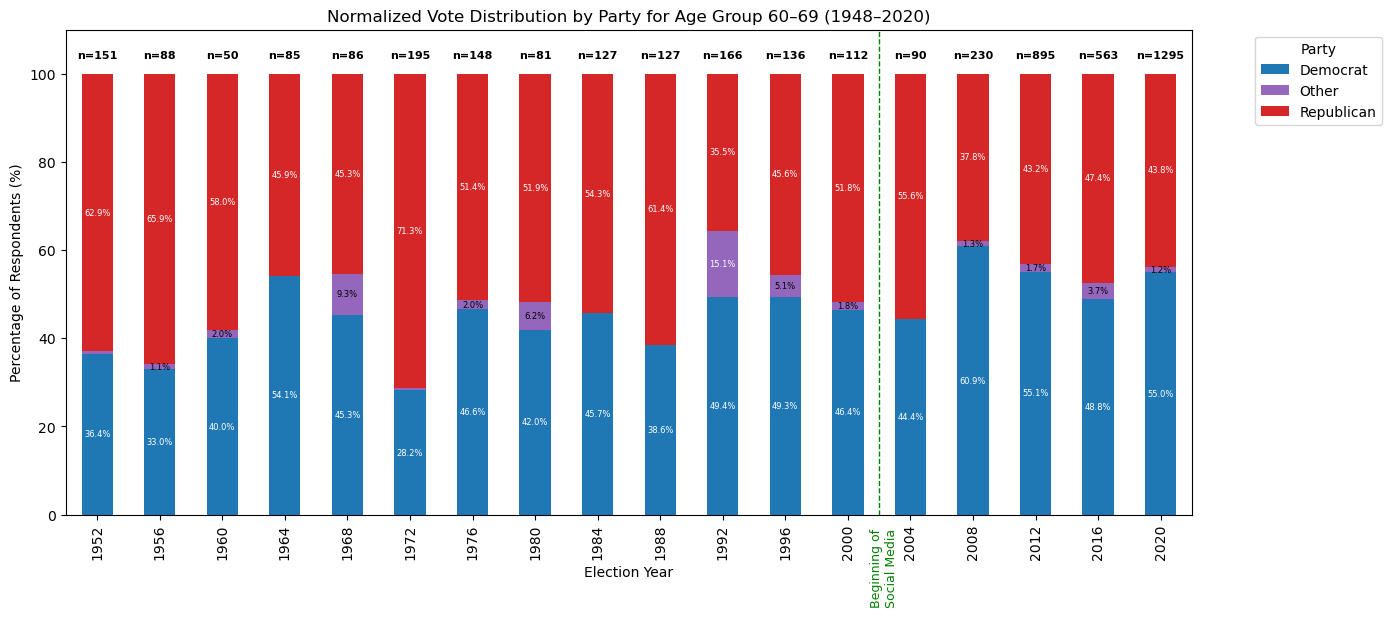 Normalized Vote Distribution by Party for Age Group 60–69 (1948–2020)
n=151 n=88 n=50 n=85 n=86 n=195 n=148 n=81 n=127 n=127 n=166 n=136 n=112 n=90 n=230 n=895 n=563 n=1295
Party
Democrat
Other
Republican
Percentage of Respondents (%)
100
80
60
40
20
0
62.9% 65.9% 58.0% 45.9% 45.3% 71.3% 51.4% 51.9% 54.3% 61.4% 35.5% 45.6% 51.8% 55.6% 37.8% 43.2% 47.4% 43.8%
1.1% 2.0% 9.3% 2.0% 6.2% 15.1% 5.1% 1.8% 1.3% 1.7% 3.7% 1.2%
36.4% 33.0% 40.0% 54.1% 45.3% 28.2% 46.6% 42.0% 45.7% 38.6% 49.4% 49.3% 46.4% 44.4% 60.9% 55.1% 48.8% 55.0%
1952 1956 1960 1964 1968 1972 1976 1980 1984 1988 1992 1996 2000 2004 2008 2012 2016 2020
Beginning of
Social Media
Election Year